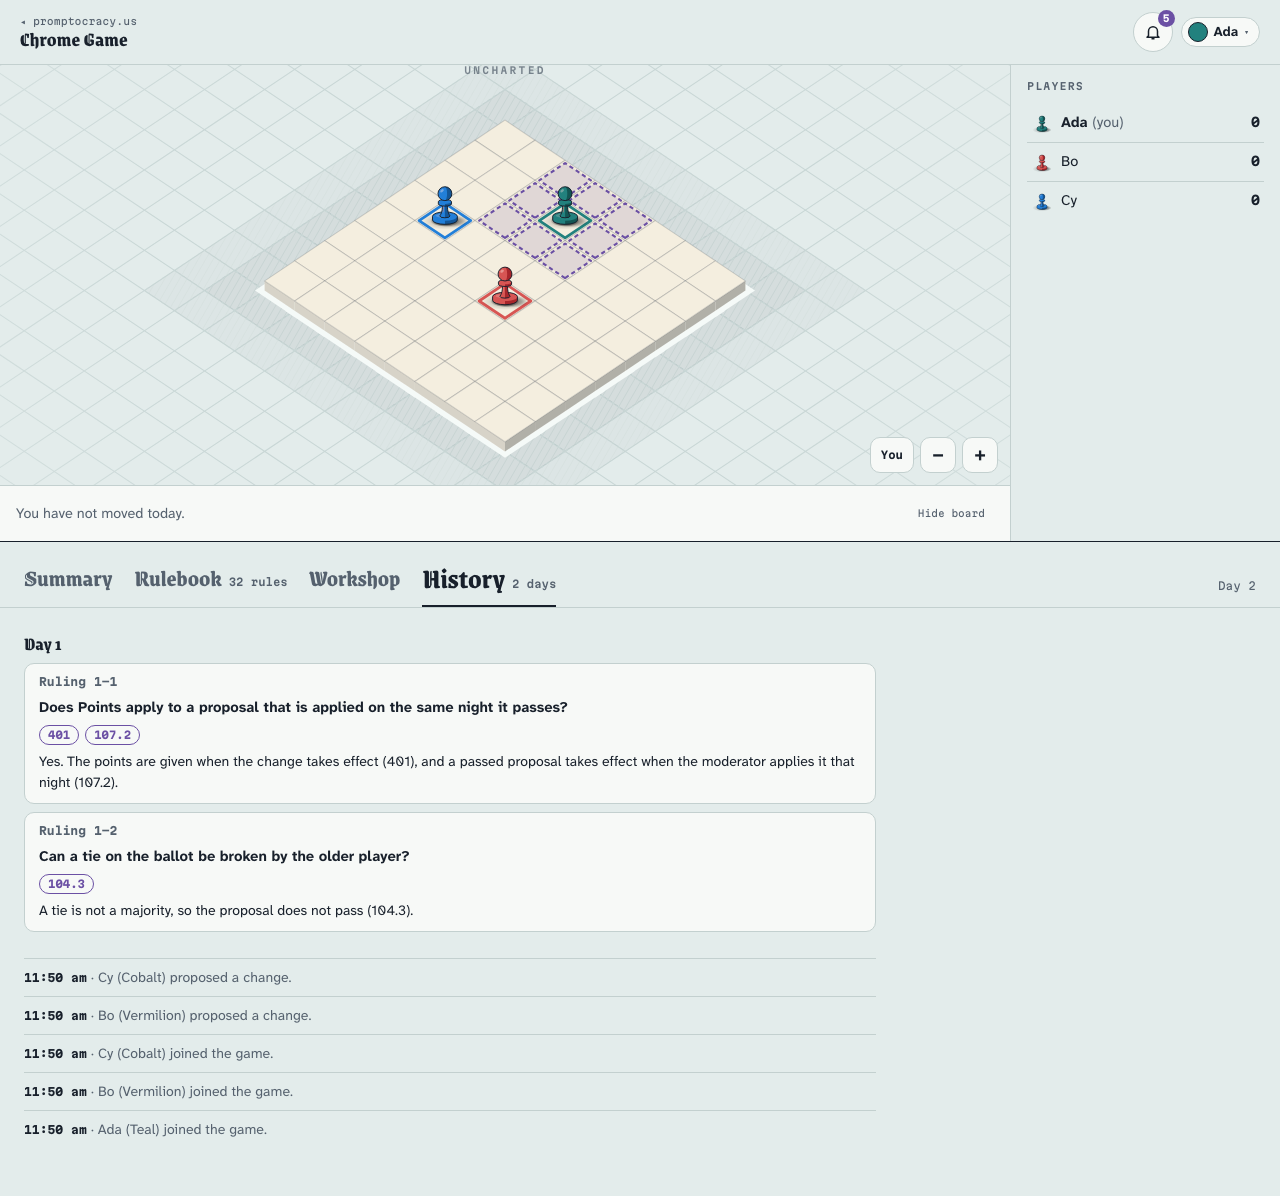 ◂ promptocracy.us
Chrome Game
5
Ada ▾
UNCHARTED
PLAYERS
Ada (you) 0
Bo 0
Cy 0
You − +
You have not moved today.
Hide board
Summary
Rulebook 32 rules
Workshop
History 2 days
Day 2
Day 1
Ruling 1–1
Does Points apply to a proposal that is applied on the same night it passes?
401 107.2
Yes. The points are given when the change takes effect (401), and a passed proposal takes effect when the moderator applies it that
night (107.2).
Ruling 1–2
Can a tie on the ballot be broken by the older player?
104.3
A tie is not a majority, so the proposal does not pass (104.3).
11:50 am · Cy (Cobalt) proposed a change.
11:50 am · Bo (Vermilion) proposed a change.
11:50 am · Cy (Cobalt) joined the game.
11:50 am · Bo (Vermilion) joined the game.
11:50 am · Ada (Teal) joined the game.